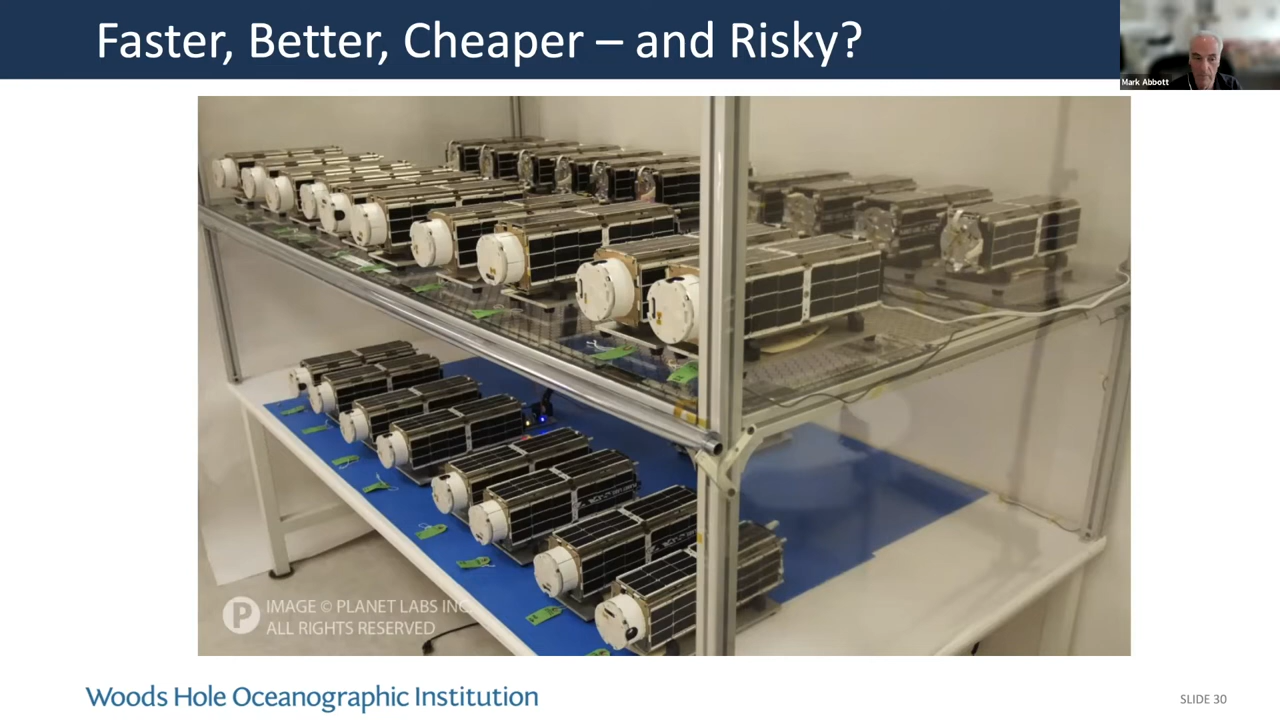 Faster, Better, Cheaper – and Risky?
Mark Abbott
P
IMAGE © PLANET LABS INC.
ALL RIGHTS RESERVED
Woods Hole Oceanographic Institution
SLIDE 30